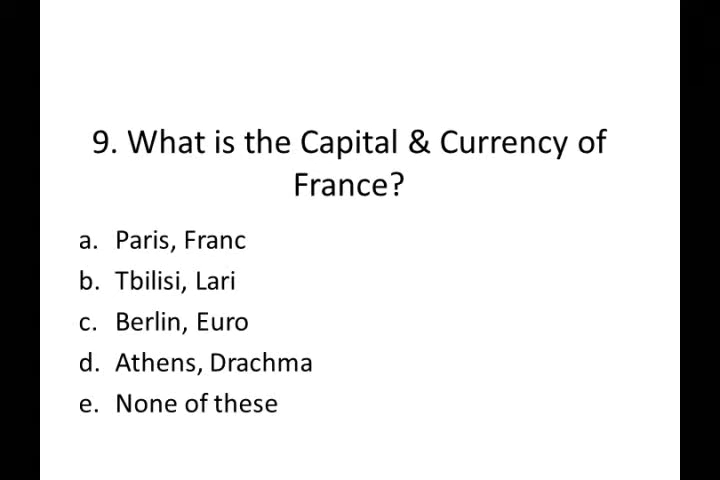 9. What is the Capital & Currency of
France?
a. Paris, Franc
b. Tbilisi, Lari
c. Berlin, Euro
d. Athens, Drachma
e. None of these